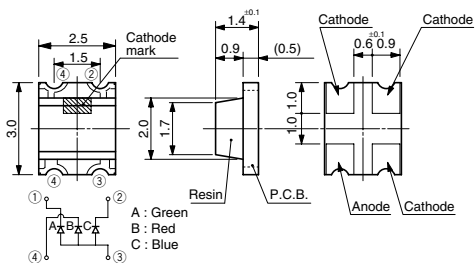 2.5
1.5
④ ②
Cathode
mark
3.0
④ ③
1.4±0.1
0.9 (0.5)
2.0
1.7
Resin
P.C.B.
Cathode Cathode
0.6±0.1 0.9
1.0
1.0
Anode Cathode
① ②
A B C
④ ③
A : Green
B : Red
C : Blue